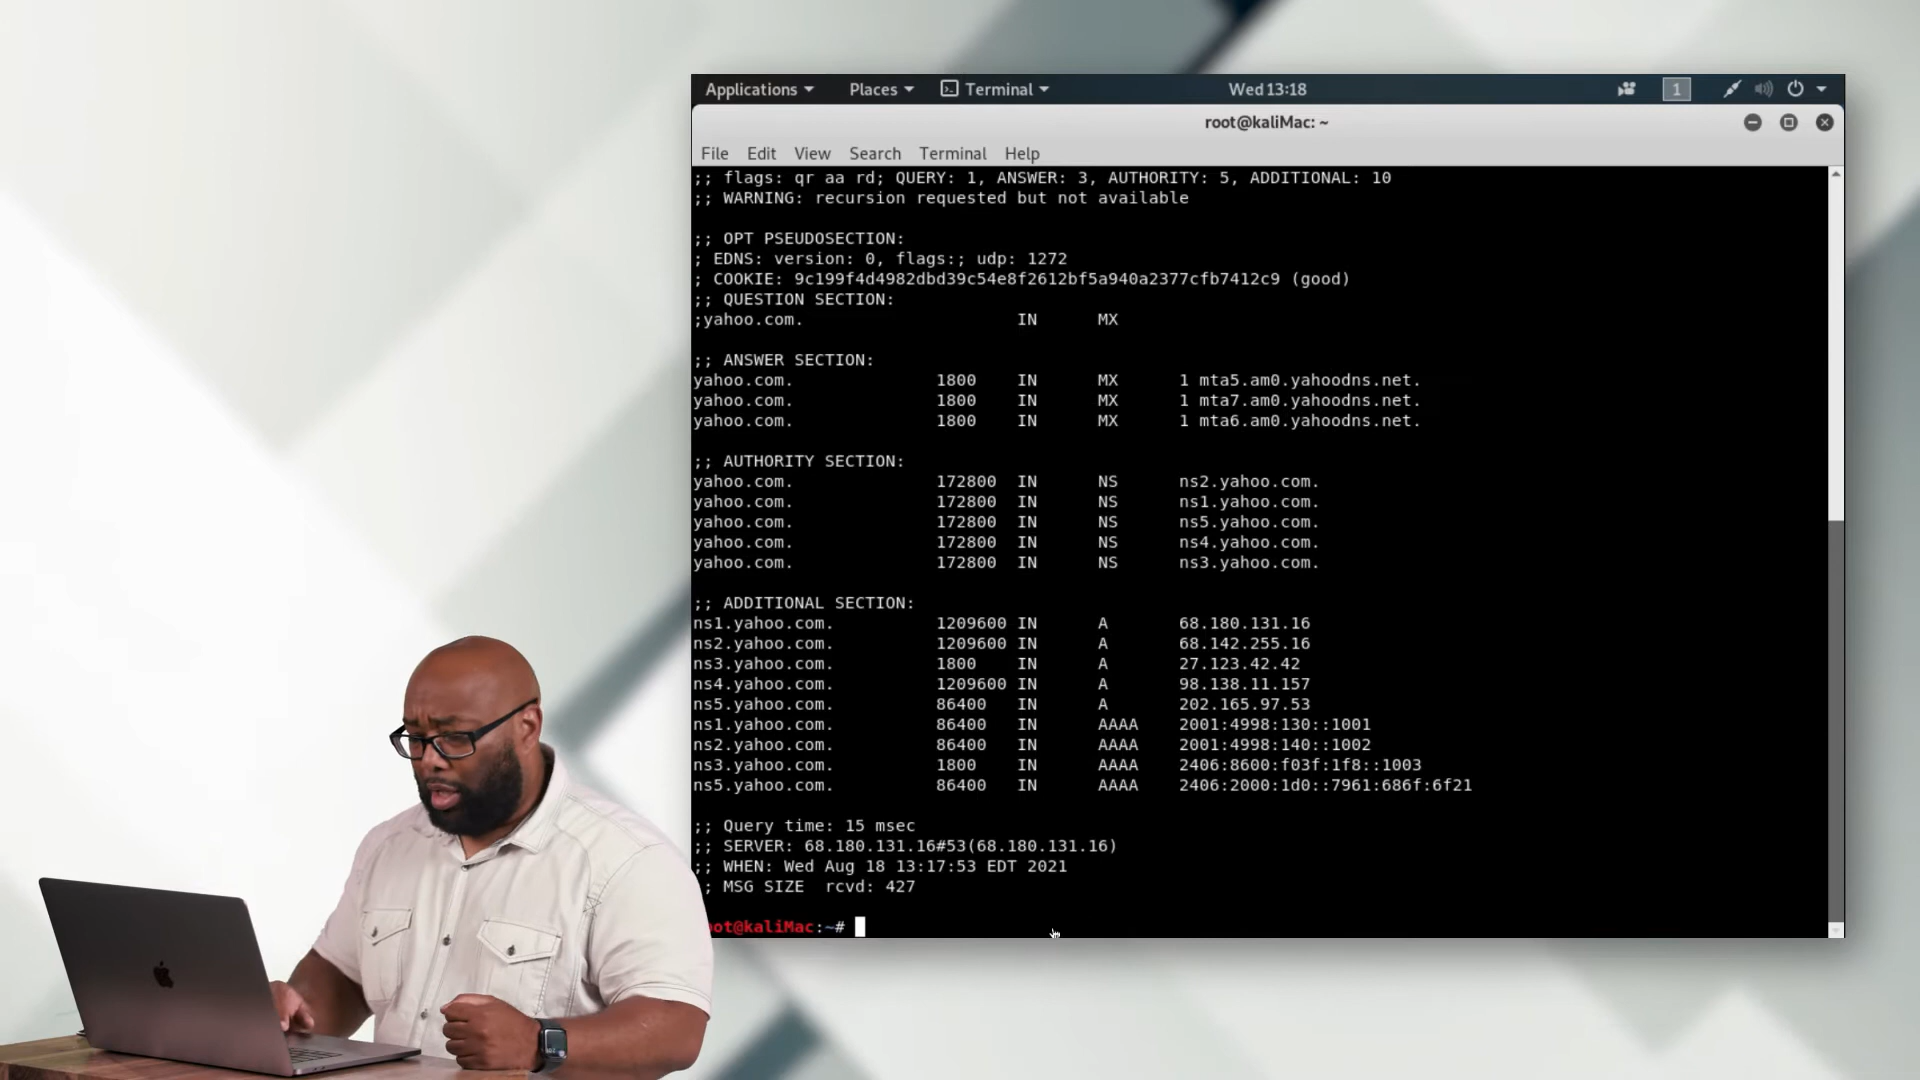 Applications Places Terminal Wed 13:18 1
root@kaliMac: ~
File Edit View Search Terminal Help
;; flags: qr aa rd; QUERY: 1, ANSWER: 3, AUTHORITY: 5, ADDITIONAL: 10
;; WARNING: recursion requested but not available
;; OPT PSEUDOSECTION:
; EDNS: version: 0, flags:; udp: 1272
; COOKIE: 9c199f4d4982dbd39c54e8f2612bf5a940a2377cfb7412c9 (good)
;; QUESTION SECTION:
;yahoo.com. IN MX
;; ANSWER SECTION:
yahoo.com. 1800 IN MX 1 mta5.am0.yahoodns.net.
yahoo.com. 1800 IN MX 1 mta7.am0.yahoodns.net.
yahoo.com. 1800 IN MX 1 mta6.am0.yahoodns.net.
;; AUTHORITY SECTION:
yahoo.com. 172800 IN NS ns2.yahoo.com.
yahoo.com. 172800 IN NS ns1.yahoo.com.
yahoo.com. 172800 IN NS ns5.yahoo.com.
yahoo.com. 172800 IN NS ns4.yahoo.com.
yahoo.com. 172800 IN NS ns3.yahoo.com.
;; ADDITIONAL SECTION:
ns1.yahoo.com. 1209600 IN A 68.180.131.16
ns2.yahoo.com. 1209600 IN A 68.142.255.16
ns3.yahoo.com. 1800 IN A 27.123.42.42
ns4.yahoo.com. 1209600 IN A 98.138.11.157
ns5.yahoo.com. 86400 IN A 202.165.97.53
ns1.yahoo.com. 86400 IN AAAA 2001:4998:130::1001
ns2.yahoo.com. 86400 IN AAAA 2001:4998:140::1002
ns3.yahoo.com. 1800 IN AAAA 2406:8600:f03f:1f8::1003
ns5.yahoo.com. 86400 IN AAAA 2406:2000:1d0::7961:686f:6f21
;; Query time: 15 msec
;; SERVER: 68.180.131.16#53(68.180.131.16)
;; WHEN: Wed Aug 18 13:17:53 EDT 2021
; MSG SIZE rcvd: 427
oot@kaliMac:~#